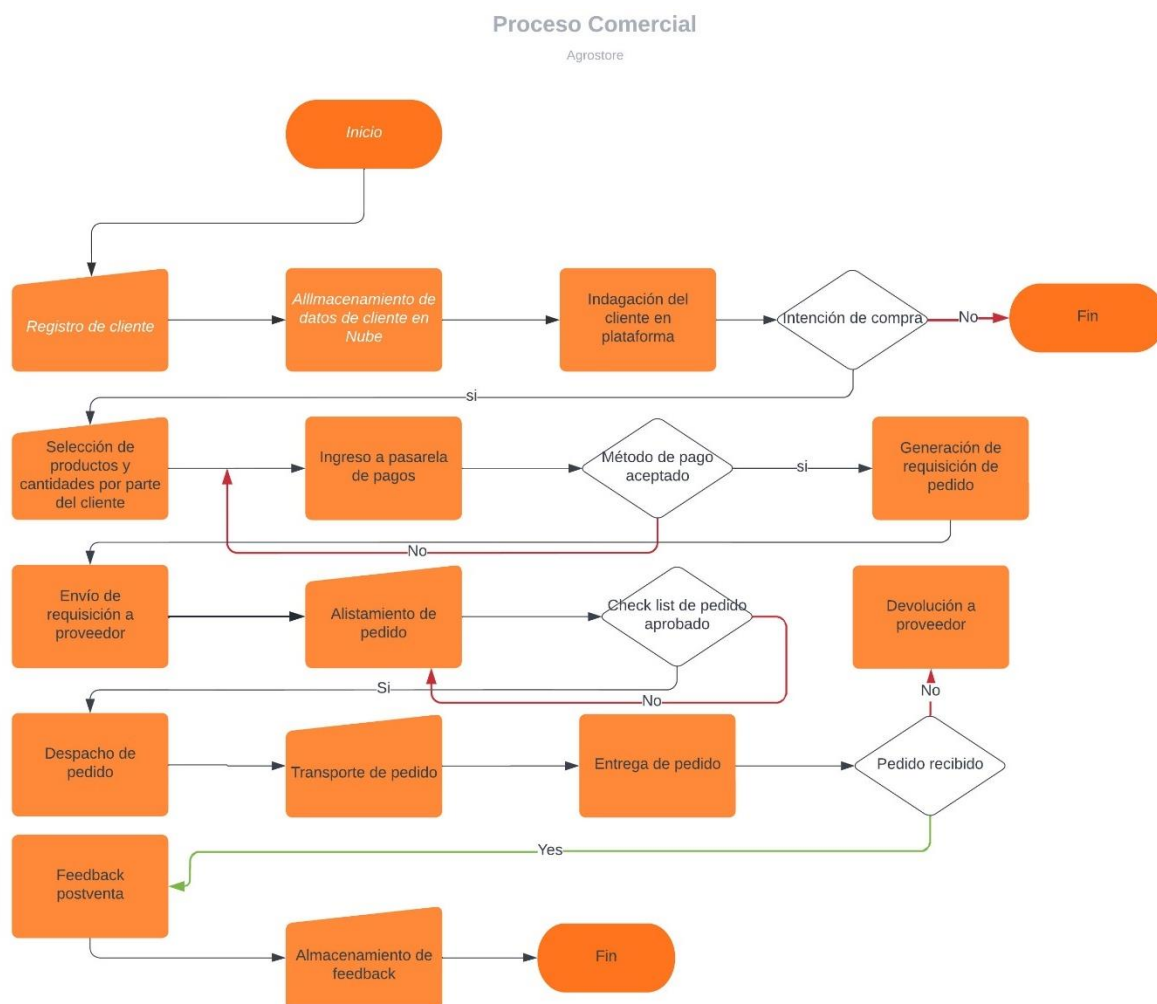 Proceso Comercial
Agrostore
Inicio
Registro de cliente
Alllmacenamiento de
datos de cliente en
Nube
Indagación del
cliente en
plataforma
Intención de compra
No
Fin
si
Selección de
productos y
cantidades por parte
del cliente
Ingreso a pasarela
de pagos
Método de pago
aceptado
si
Generación de
requisición de
pedido
No
Envío de
requisición a
proveedor
Alistamiento de
pedido
Check list de pedido
aprobado
Devolución a
proveedor
Si
No
No
Despacho de
pedido
Transporte de pedido
Entrega de pedido
Pedido recibido
Yes
Feedback
postventa
Almacenamiento de
feedback
Fin